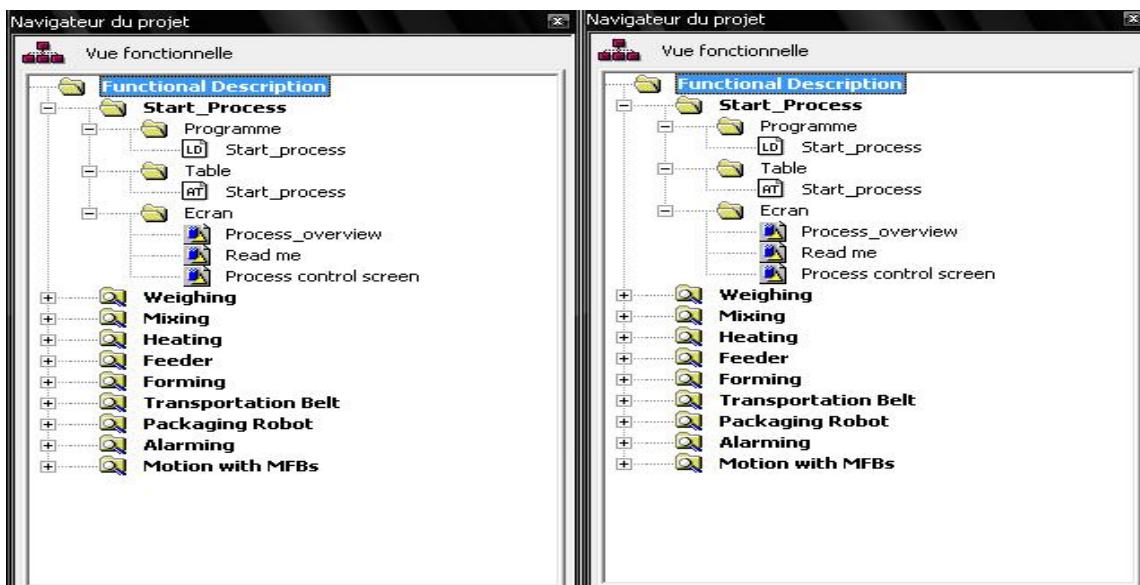 Navigateur du projet
Vue fonctionnelle
Functional Description
Start_Process
Programme
LD Start_process
Table
AT Start_process
Ecran
Process_overview
Read me
Process control screen
Weighing
Mixing
Heating
Feeder
Forming
Transportation Belt
Packaging Robot
Alarming
Motion with MFBs
Navigateur du projet
Vue fonctionnelle
Functional Description
Start_Process
Programme
LD Start_process
Table
AT Start_process
Ecran
Process_overview
Read me
Process control screen
Weighing
Mixing
Heating
Feeder
Forming
Transportation Belt
Packaging Robot
Alarming
Motion with MFBs